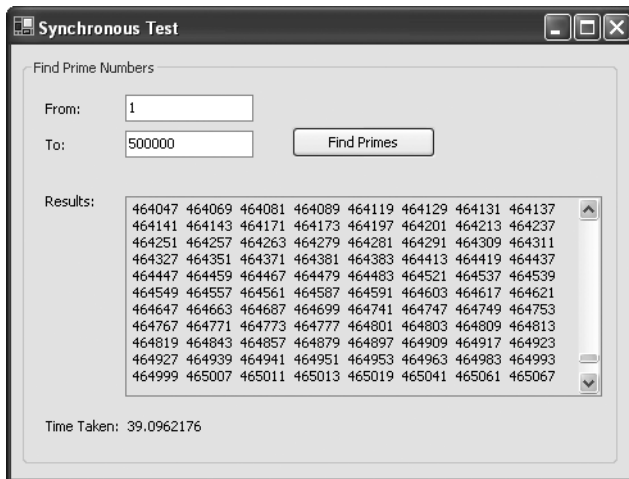 Synchronous Test
Find Prime Numbers
From: 1
To: 500000 Find Primes
Results:
464047 464069 464081 464089 464119 464129 464131 464137
464141 464143 464171 464173 464197 464201 464213 464237
464251 464257 464263 464279 464281 464291 464309 464311
464327 464351 464371 464381 464383 464413 464419 464437
464447 464459 464467 464479 464483 464521 464537 464539
464549 464557 464561 464587 464591 464603 464617 464621
464647 464663 464687 464699 464741 464747 464749 464753
464767 464771 464773 464777 464801 464803 464809 464813
464819 464843 464857 464879 464897 464909 464917 464923
464927 464939 464941 464951 464953 464963 464983 464993
464999 465007 465011 465013 465019 465041 465061 465067
Time Taken: 39.0962176